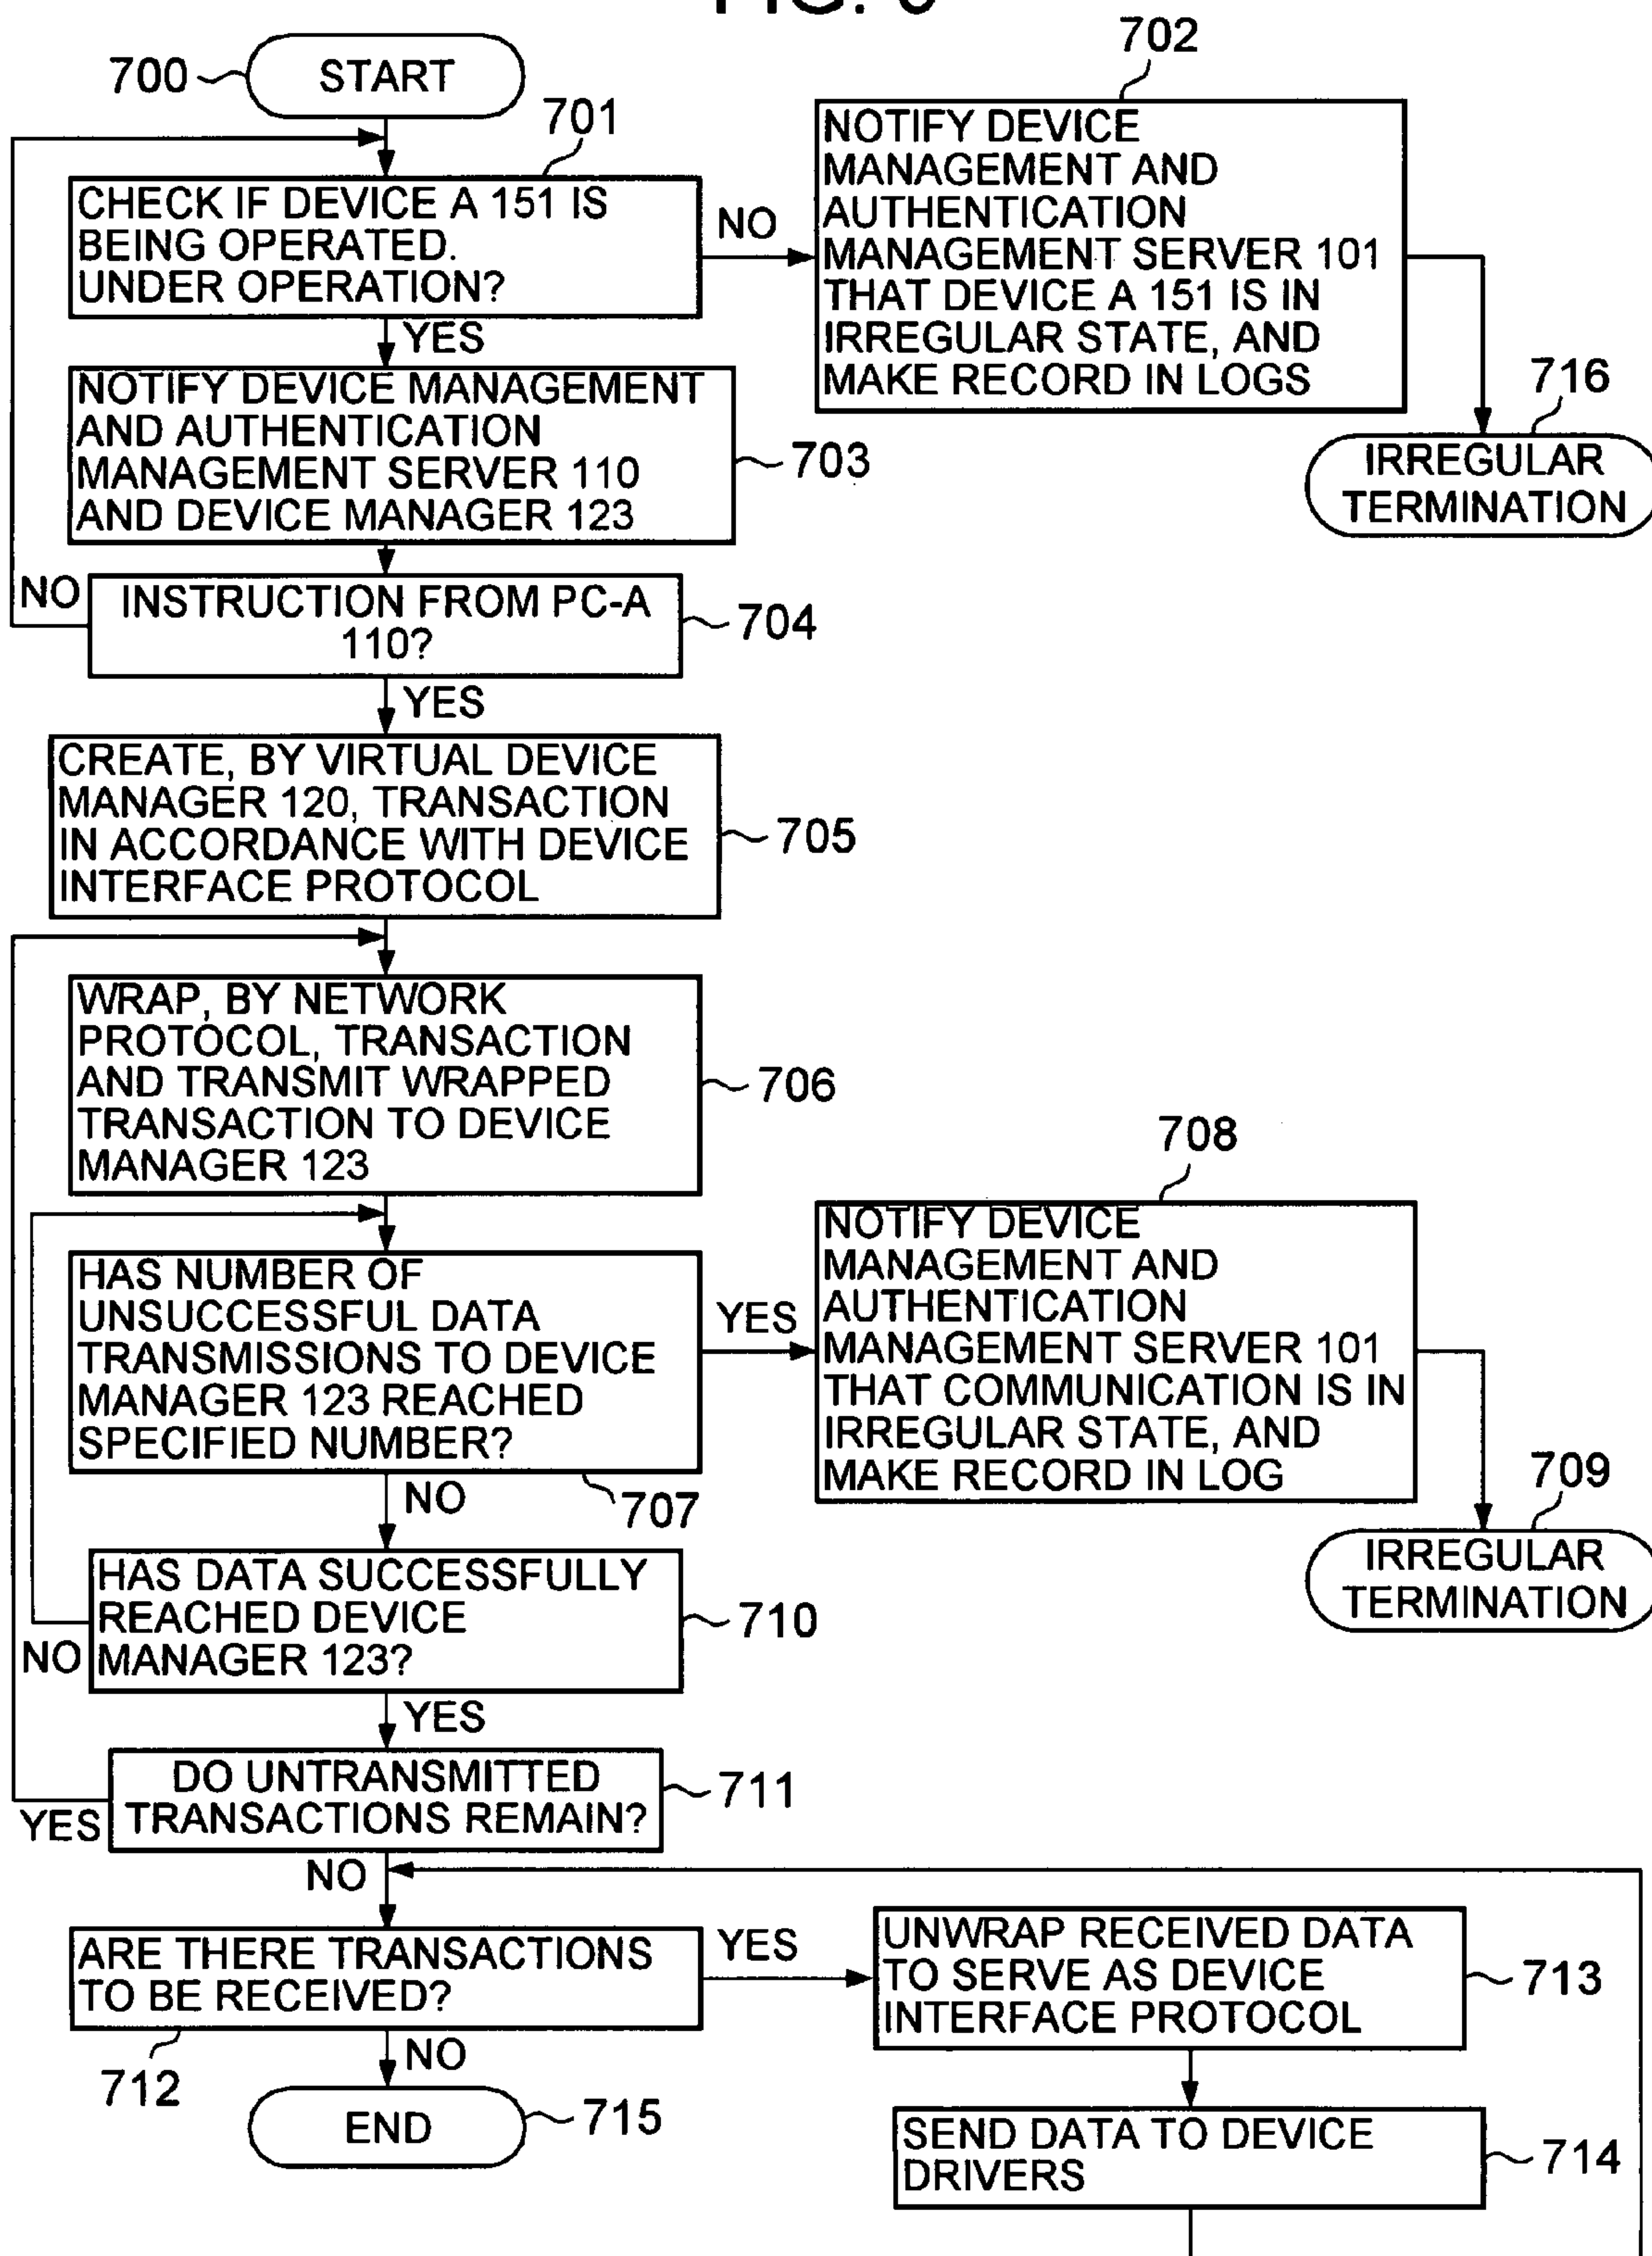 700
START
701
CHECK IF DEVICE A 151 IS
BEING OPERATED.
UNDER OPERATION?
NO
702
NOTIFY DEVICE
MANAGEMENT AND
AUTHENTICATION
MANAGEMENT SERVER 101
THAT DEVICE A 151 IS IN
IRREGULAR STATE, AND
MAKE RECORD IN LOGS
716
IRREGULAR
TERMINATION
YES
NOTIFY DEVICE MANAGEMENT
AND AUTHENTICATION
MANAGEMENT SERVER 110
AND DEVICE MANAGER 123
703
NO
INSTRUCTION FROM PC-A
110?
704
YES
CREATE, BY VIRTUAL DEVICE
MANAGER 120, TRANSACTION
IN ACCORDANCE WITH DEVICE
INTERFACE PROTOCOL
705
WRAP, BY NETWORK
PROTOCOL, TRANSACTION
AND TRANSMIT WRAPPED
TRANSACTION TO DEVICE
MANAGER 123
706
HAS NUMBER OF
UNSUCCESSFUL DATA
TRANSMISSIONS TO DEVICE
MANAGER 123 REACHED
SPECIFIED NUMBER?
707
YES
708
NOTIFY DEVICE
MANAGEMENT AND
AUTHENTICATION
MANAGEMENT SERVER 101
THAT COMMUNICATION IS IN
IRREGULAR STATE, AND
MAKE RECORD IN LOG
709
IRREGULAR
TERMINATION
NO
HAS DATA SUCCESSFULLY
REACHED DEVICE
MANAGER 123?
710
NO
YES
DO UNTRANSMITTED
TRANSACTIONS REMAIN?
711
YES
NO
ARE THERE TRANSACTIONS
TO BE RECEIVED?
712
YES
UNWRAP RECEIVED DATA
TO SERVE AS DEVICE
INTERFACE PROTOCOL
713
NO
END
715
SEND DATA TO DEVICE
DRIVERS
714